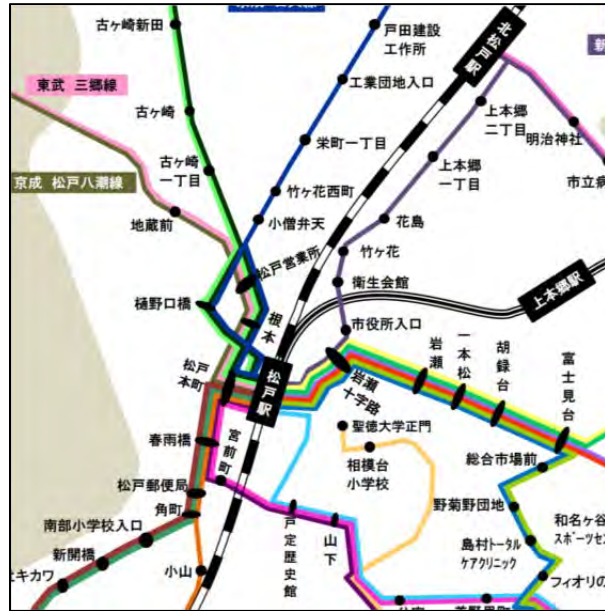 古ヶ崎新田
戸田建設
工作所
北松戸駅
東武 三郷線
工業団地入口
古ヶ崎
上本郷
二丁目
明治神社
栄町一丁目
古ヶ崎
一丁目
上本郷
一丁目
市立病
京成 松戸八潮線
竹ヶ花西町
地蔵前
小僧弁天
花島
松戸営業所
竹ヶ花
衛生会館
上本郷駅
樋野口橋
根本
市役所入口
岩瀬
一本松
胡録台
富士見台
松戸
本町
松戸駅
岩瀬
十字路
聖徳大学正門
春雨橋
宮前町
相模台
小学校
総合市場前
松戸郵便局
角町
野菊野団地
南部小学校入口
戸定歴史館
山下
和名ヶ谷
スポーツセ
新開橋
島村トータル
ケアクリニック
小山
ヒキカワ
フィオリの